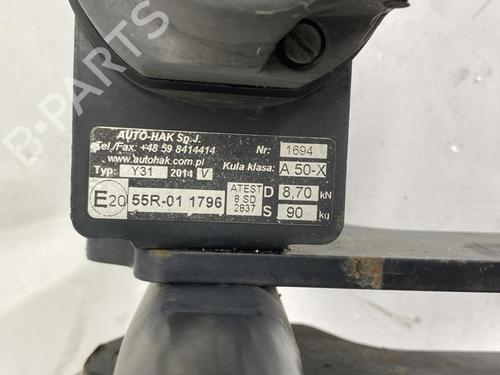 B-PARTS
AUTO-HAK Sp.J.
Tel./Fax: +48 59 8414414
www.autohak.com.pl
Nr: 1694
Typ: Y31 2014 V
Kula klasa: A 50-X
E20 55R-01 1796
ATEST
8 SD
2837
D 8,70 kN
S 90 kg